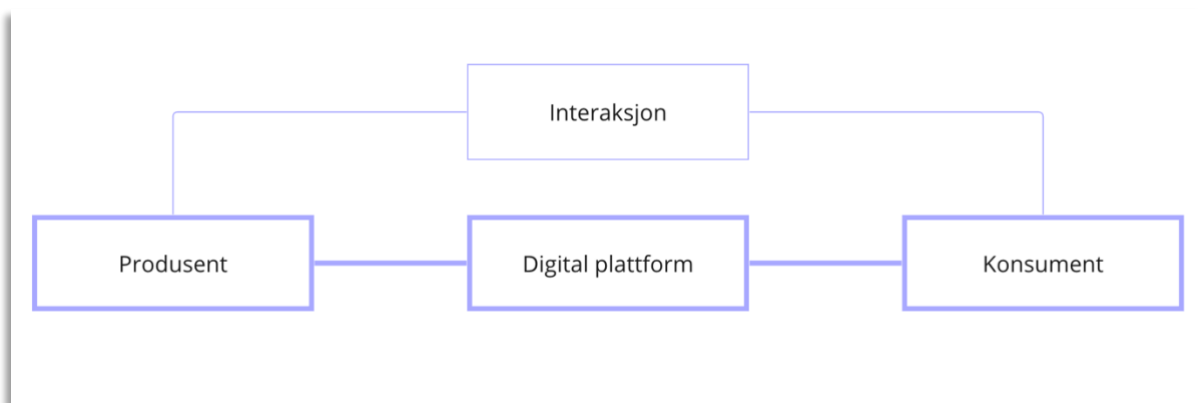 Interaksjon
Produsent
Digital plattform
Konsument